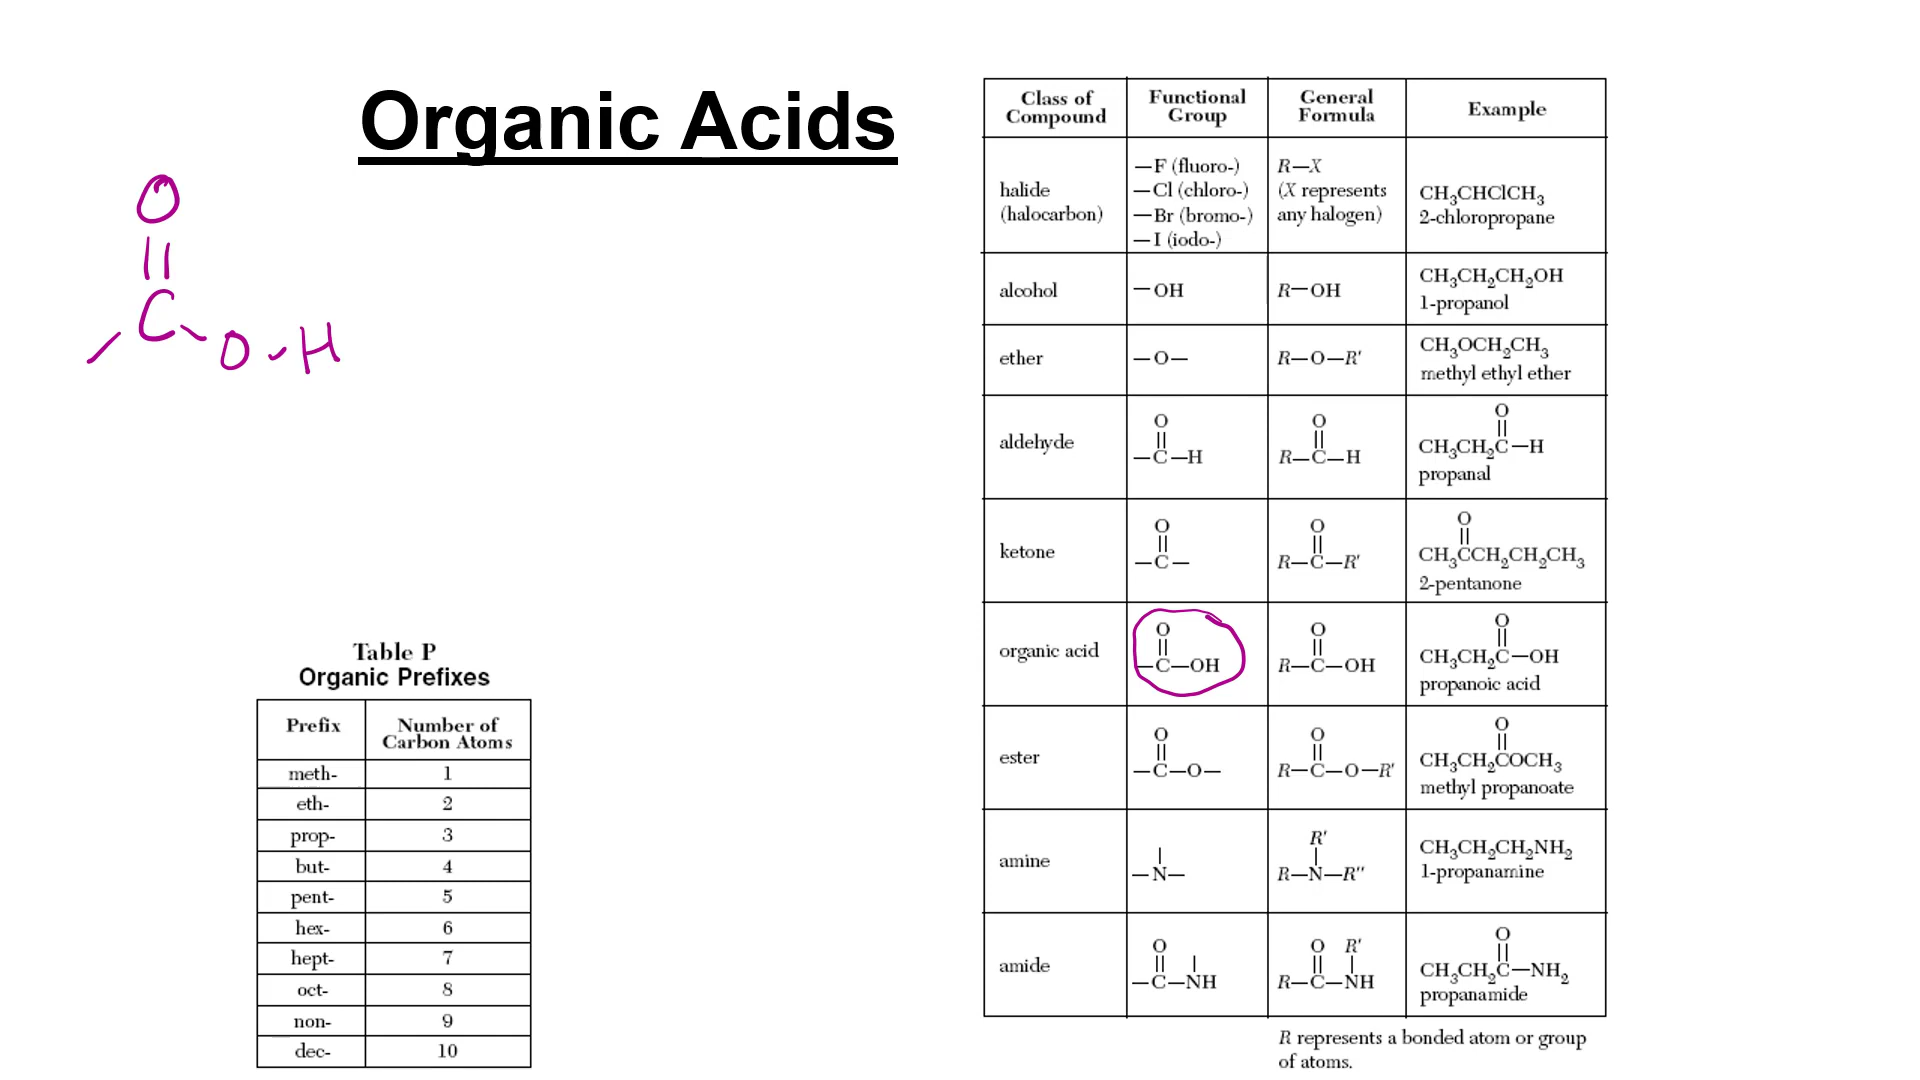 Organic Acids
O
||
C
O-H
Table P
Organic Prefixes
Prefix	Number of Carbon Atoms
meth-	1
eth-	2
prop-	3
but-	4
pent-	5
hex-	6
hept-	7
oct-	8
non-	9
dec-	10
Class of Compound	Functional Group	General Formula	Example
halide (halocarbon)	—F (fluoro-) —Cl (chloro-) —Br (bromo-) —I (iodo-)	R—X (X represents any halogen)	CH₃CHClCH₃ 2-chloropropane
alcohol	—OH	R—OH	CH₃CH₂CH₂OH 1-propanol
ether	—O—	R—O—R′	CH₃OCH₂CH₃ methyl ethyl ether
aldehyde	O || —C—H	O || R—C—H	O || CH₃CH₂C—H propanal
ketone	O || —C—	O || R—C—R′	O || CH₃CCH₂CH₂CH₃ 2-pentanone
organic acid	O || —C—OH	O || R—C—OH	O || CH₃CH₂C—OH propanoic acid
ester	O || —C—O—	O || R—C—O—R′	O || CH₃CH₂COCH₃ methyl propanoate
amine	| —N—	R′ | R—N—R″	CH₃CH₂CH₂NH₂ 1-propanamine
amide	O || | —C—NH	O R′ || | R—C—NH	O || CH₃CH₂C—NH₂ propanamide
R represents a bonded atom or group
of atoms.